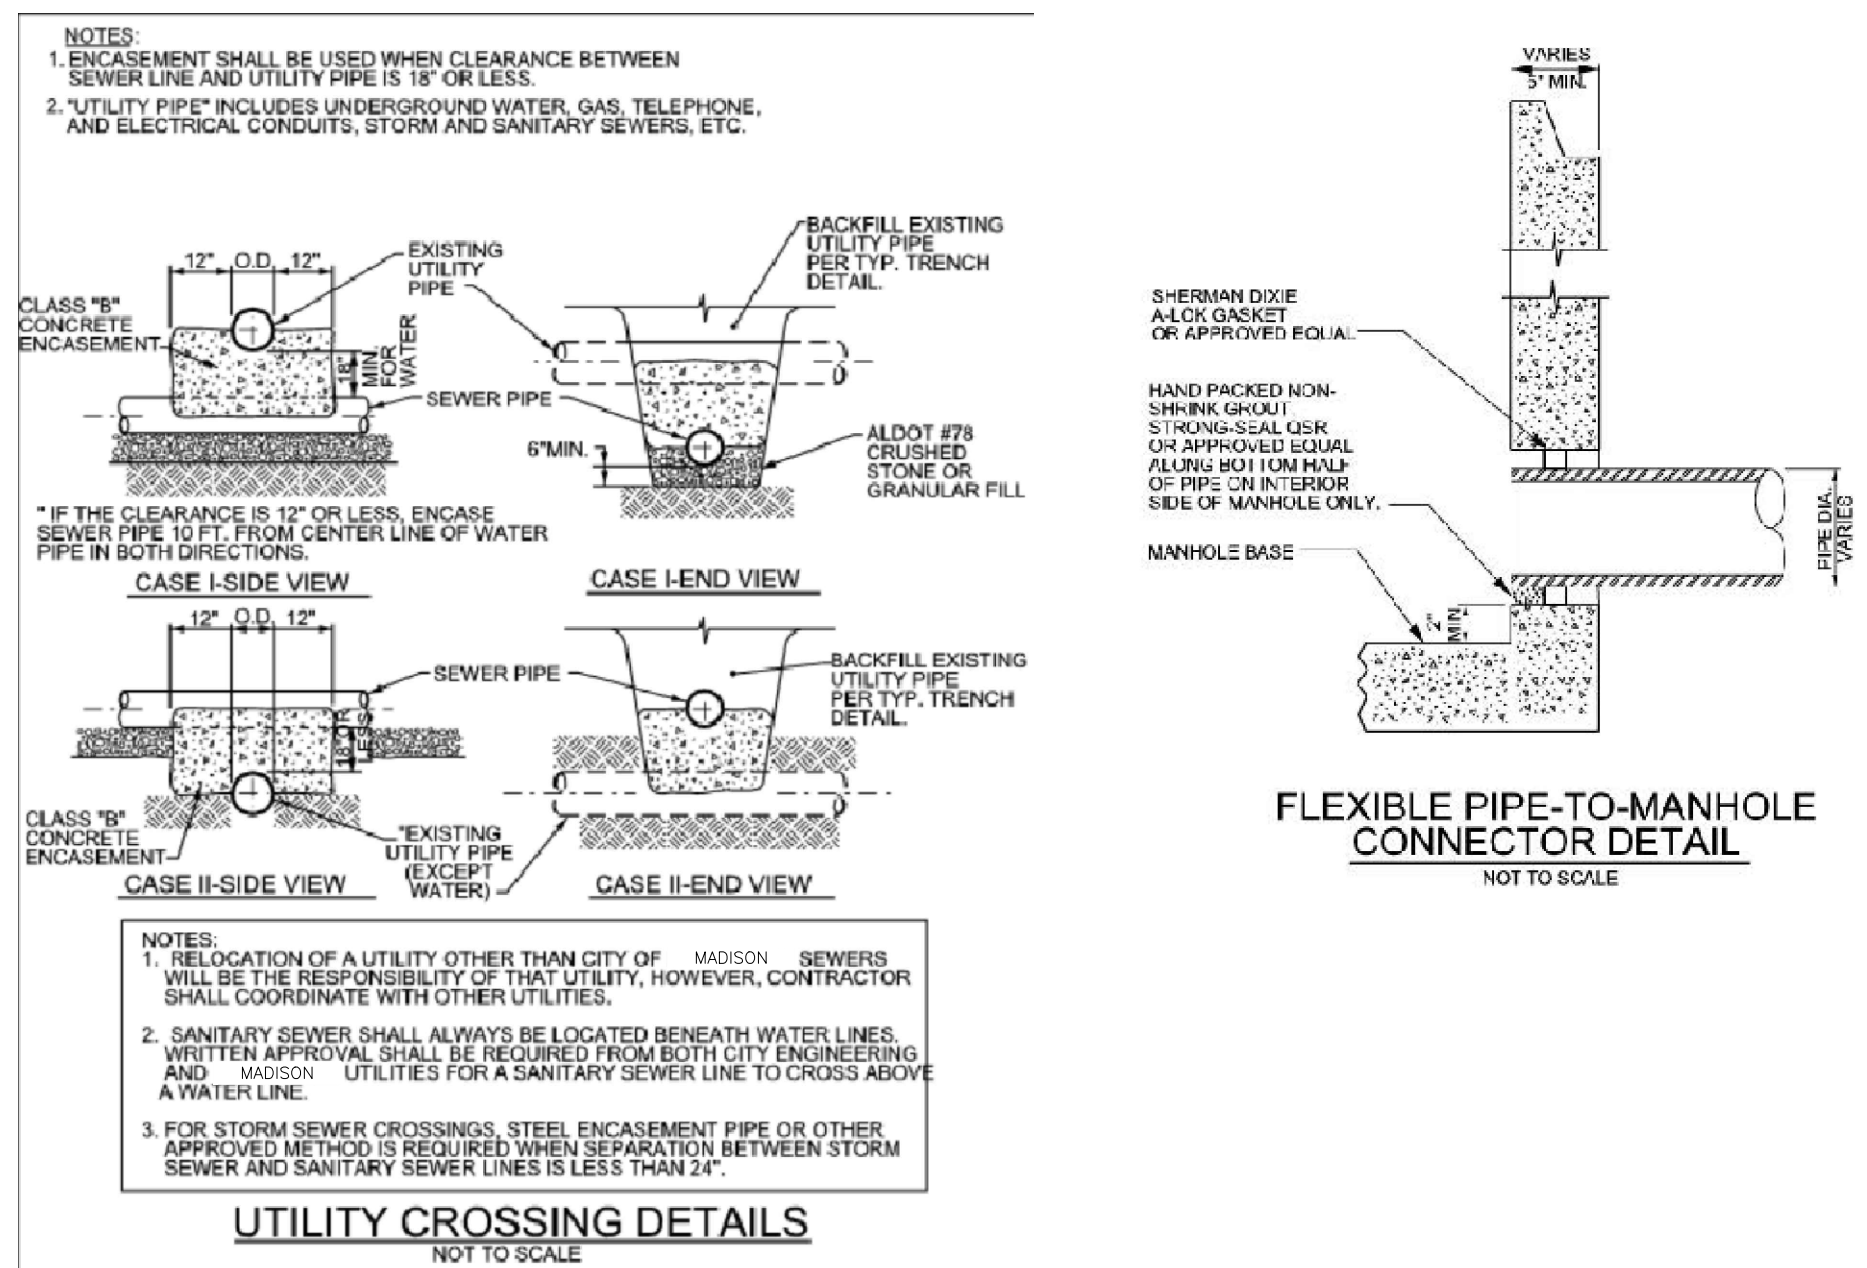 NOTES:
1. ENCASEMENT SHALL BE USED WHEN CLEARANCE BETWEEN
SEWER LINE AND UTILITY PIPE IS 18" OR LESS.
2. "UTILITY PIPE" INCLUDES UNDERGROUND WATER, GAS, TELEPHONE,
AND ELECTRICAL CONDUITS, STORM AND SANITARY SEWERS, ETC.
12" O.D. 12"
EXISTING
UTILITY
PIPE
BACKFILL EXISTING
UTILITY PIPE
PER TYP. TRENCH
DETAIL.
CLASS "B"
CONCRETE
ENCASEMENT
18"
MIN.
FOR
WATER
SEWER PIPE
6"MIN.
ALDOT #78
CRUSHED
STONE OR
GRANULAR FILL
" IF THE CLEARANCE IS 12" OR LESS, ENCASE
SEWER PIPE 10 FT. FROM CENTER LINE OF WATER
PIPE IN BOTH DIRECTIONS.
CASE I-SIDE VIEW
CASE I-END VIEW
12" O.D. 12"
SEWER PIPE
BACKFILL EXISTING
UTILITY PIPE
PER TYP. TRENCH
DETAIL.
18" OR
LESS
CLASS "B"
CONCRETE
ENCASEMENT
"EXISTING
UTILITY PIPE
(EXCEPT
WATER)
CASE II-SIDE VIEW
CASE II-END VIEW
NOTES:
1. RELOCATION OF A UTILITY OTHER THAN CITY OF MADISON SEWERS
WILL BE THE RESPONSIBILITY OF THAT UTILITY, HOWEVER, CONTRACTOR
SHALL COORDINATE WITH OTHER UTILITIES.
2. SANITARY SEWER SHALL ALWAYS BE LOCATED BENEATH WATER LINES.
WRITTEN APPROVAL SHALL BE REQUIRED FROM BOTH CITY ENGINEERING
AND MADISON UTILITIES FOR A SANITARY SEWER LINE TO CROSS ABOVE
A WATER LINE.
3. FOR STORM SEWER CROSSINGS, STEEL ENCASEMENT PIPE OR OTHER
APPROVED METHOD IS REQUIRED WHEN SEPARATION BETWEEN STORM
SEWER AND SANITARY SEWER LINES IS LESS THAN 24".
UTILITY CROSSING DETAILS
NOT TO SCALE
VARIES
5" MIN.
SHERMAN DIXIE
A-LOK GASKET
OR APPROVED EQUAL
HAND PACKED NON-
SHRINK GROUT
STRONG-SEAL QSR
OR APPROVED EQUAL
ALONG BOTTOM HALF
OF PIPE ON INTERIOR
SIDE OF MANHOLE ONLY.
MANHOLE BASE
2"
MIN
PIPE DIA.
VARIES
FLEXIBLE PIPE-TO-MANHOLE
CONNECTOR DETAIL
NOT TO SCALE